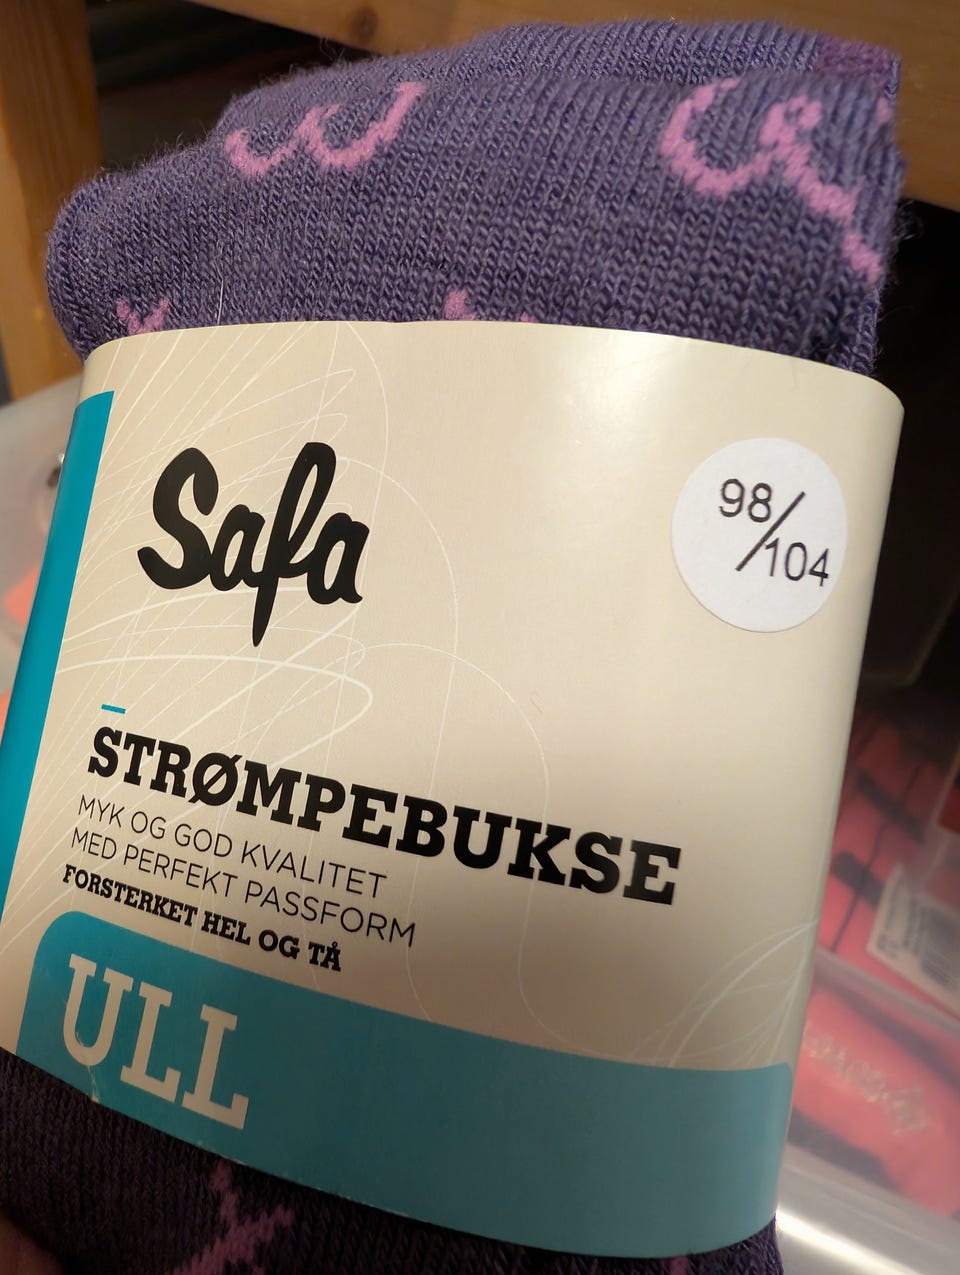 Safa
98/104
STRØMPEBUKSE
MYK OG GOD KVALITET
MED PERFEKT PASSFORM
FORSTERKET HEL OG TÅ
ULL